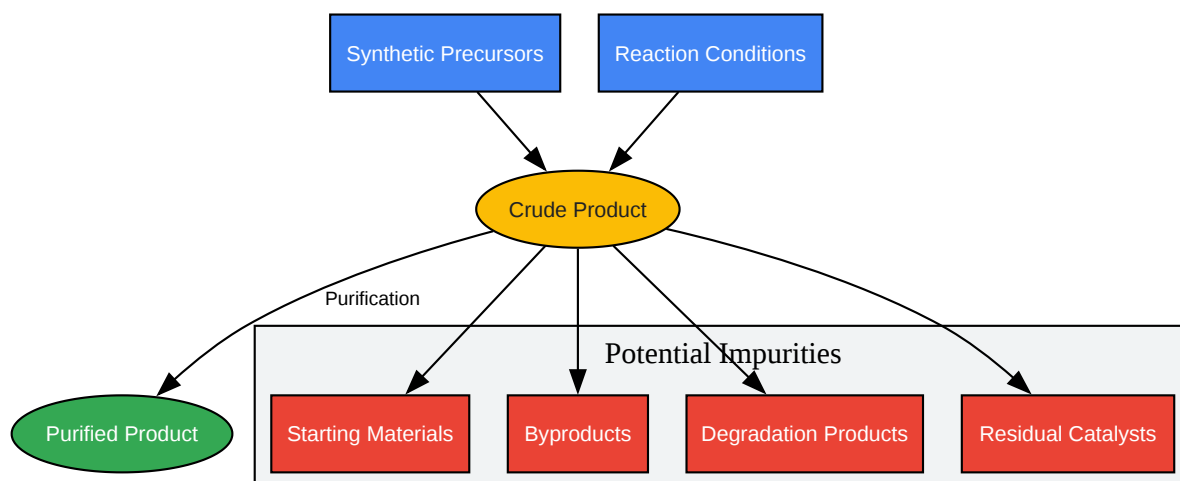 Synthetic Precursors
Reaction Conditions
Crude Product
Purification
Potential Impurities
Purified Product
Starting Materials
Byproducts
Degradation Products
Residual Catalysts